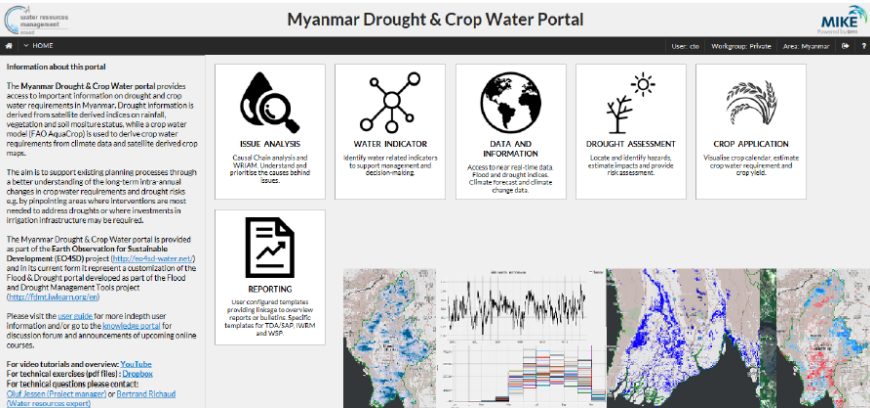 water resources
management
Myanmar Drought & Crop Water Portal
MIKE
Powered by DHI
HOME
User: cto
Workgroup: Private
Area: Myanmar
?
Information about this portal
The Myanmar Drought & Crop Water portal provides
access to important information on drought and crop
water requirements in Myanmar. Drought information is
derived from satellite derived indices on rainfall,
vegetation and soil mositure status, while a crop water
model (FAO AquaCrop) is used to derive crop water
requirements from climate data and satellite derived crop
maps.
The aim is to support existing planning processes through
a better understanding of the long-term intra-annual
changes in crop water requirements and drought risks
e.g. by pinpointing areas where interventions are most
needed to address droughts or where investments in
irrigation infrastructure may be required.
The Myanmar Drought & Crop Water portal is provided
as part of the Earth Observation for Sustainable
Development (EO4SD) project (http://eo4sd-water.net/)
and in its current form it represent a customization of the
Flood & Drought portal developed as part of the Flood
and Drought Management Tools project
(http://fdmt.iwlearn.org/en)
Please visit the user guide for more indepth user
information and/or go to the knowledge portal for
discussion forum and announcements of upcoming online
courses.
For video tutorials and overview: YouTube
For technical exercises (pdf files) : Dropbox
For technical questions please contact:
Oluf Jessen (Project manager) or Bertrand Richaud
(Water resources expert)
ISSUE ANALYSIS
Causal Chain analysis and
WRIAM. Understand and
prioritise the causes behind
issues.
WATER INDICATOR
Identify water related indicators
to support management and
decision-making.
DATA AND
INFORMATION
Access to near real-time data.
Flood and drought indices.
Climate forecast and climate
change data.
DROUGHT ASSESSMENT
Locate and identify hazards,
estimate impacts and provide
risk assessment.
CROP APPLICATION
Visualise crop calendar, estimate
crop water requirement and
crop yield.
REPORTING
User configured templates
providing linkage to overview
reports or bulletins. Specific
templates for TDA/SAP, IWRM
and WSP.